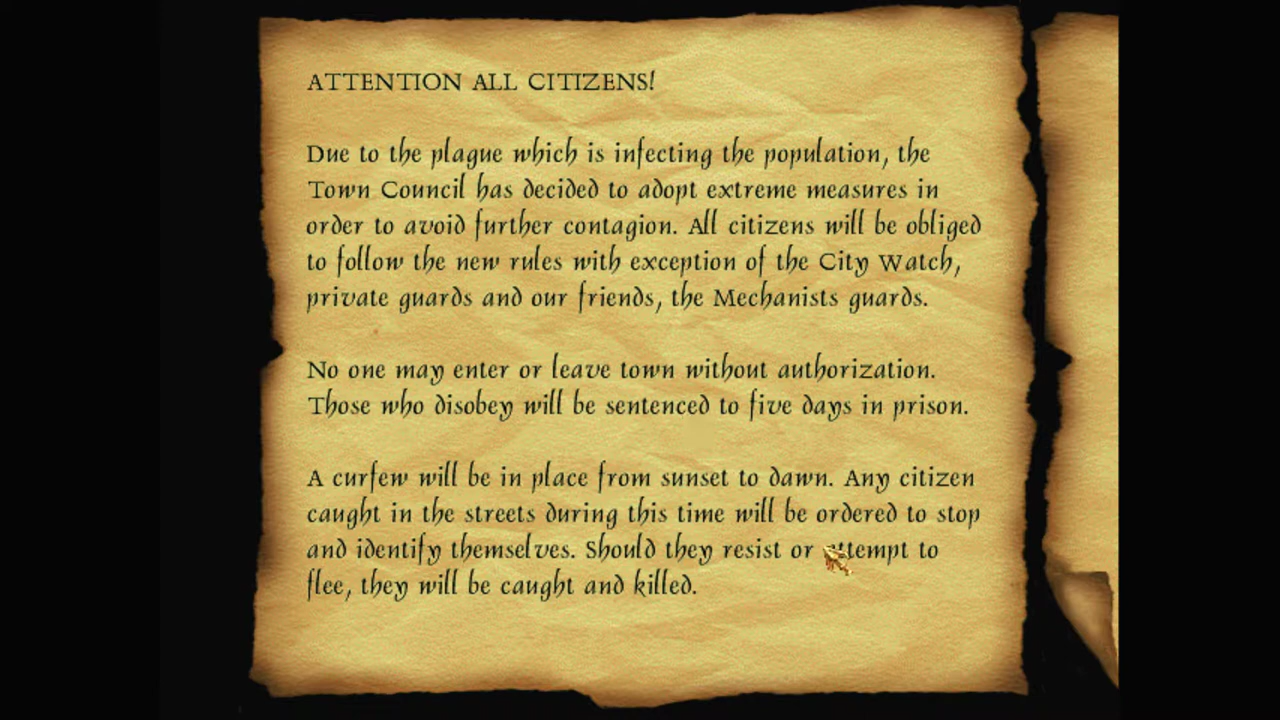 ATTENTION ALL CITIZENS!
Due to the plague which is infecting the population, the
Town Council has decided to adopt extreme measures in
order to avoid further contagion. All citizens will be obliged
to follow the new rules with exception of the City Watch,
private guards and our friends, the Mechanists guards.
No one may enter or leave town without authorization.
Those who disobey will be sentenced to five days in prison.
A curfew will be in place from sunset to dawn. Any citizen
caught in the streets during this time will be ordered to stop
and identify themselves. Should they resist or attempt to
flee, they will be caught and killed.